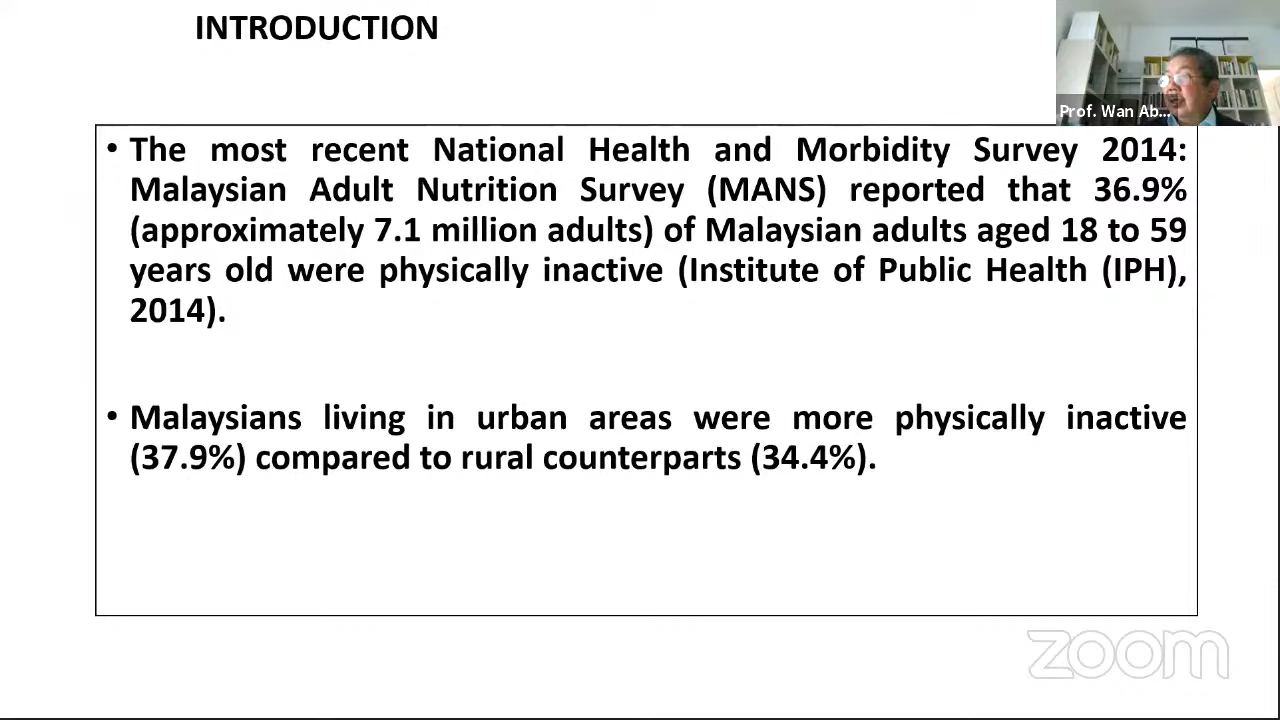 INTRODUCTION
Prof. Wan Ab...
• The most recent National Health and Morbidity Survey 2014:
Malaysian Adult Nutrition Survey (MANS) reported that 36.9%
(approximately 7.1 million adults) of Malaysian adults aged 18 to 59
years old were physically inactive (Institute of Public Health (IPH),
2014).
• Malaysians living in urban areas were more physically inactive
(37.9%) compared to rural counterparts (34.4%).
zoom